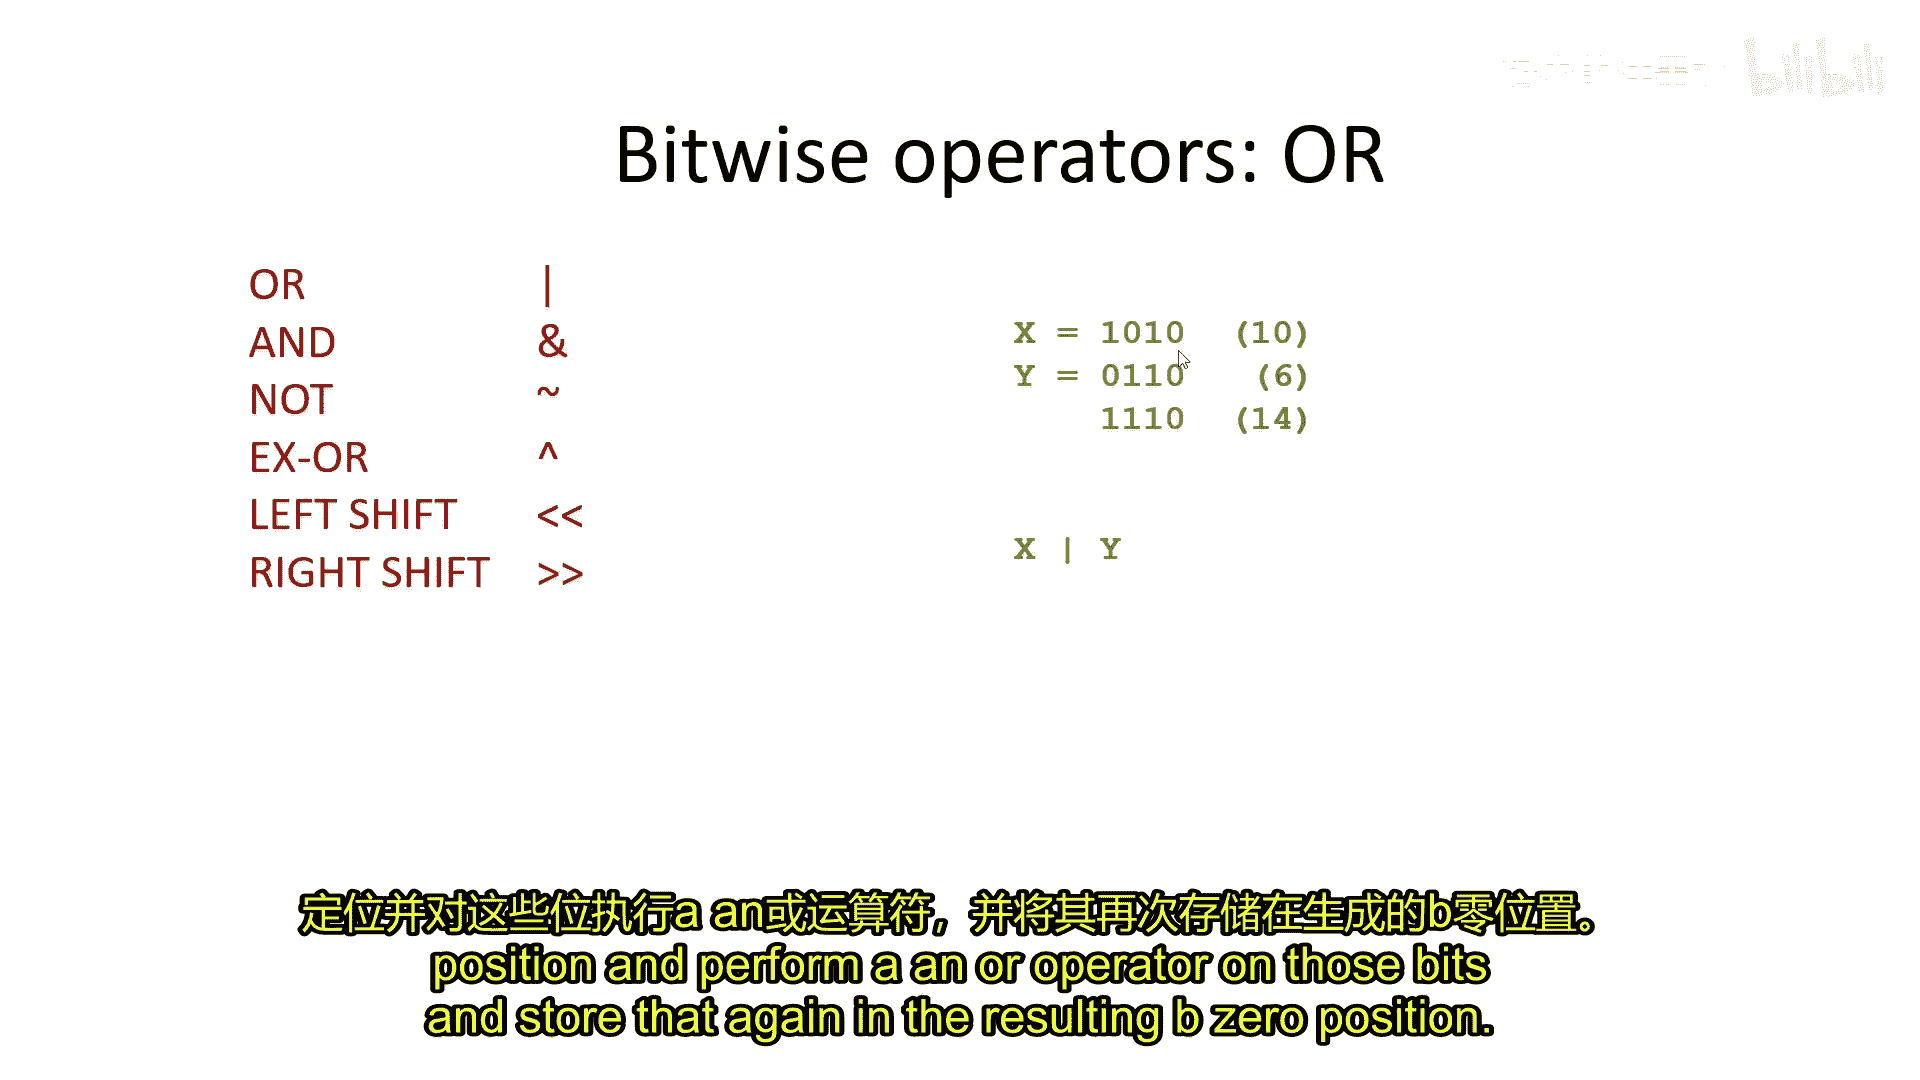 bilibili
Bitwise operators: OR
OR |
AND &
NOT ~
EX-OR ^
LEFT SHIFT <<
RIGHT SHIFT >>
X = 1010 (10)
Y = 0110 (6)
1110 (14)
X | Y
定位并对这些位执行a an或运算符，并将其再次存储在生成的b零位置。
position and perform a an or operator on those bits
and store that again in the resulting b zero position.